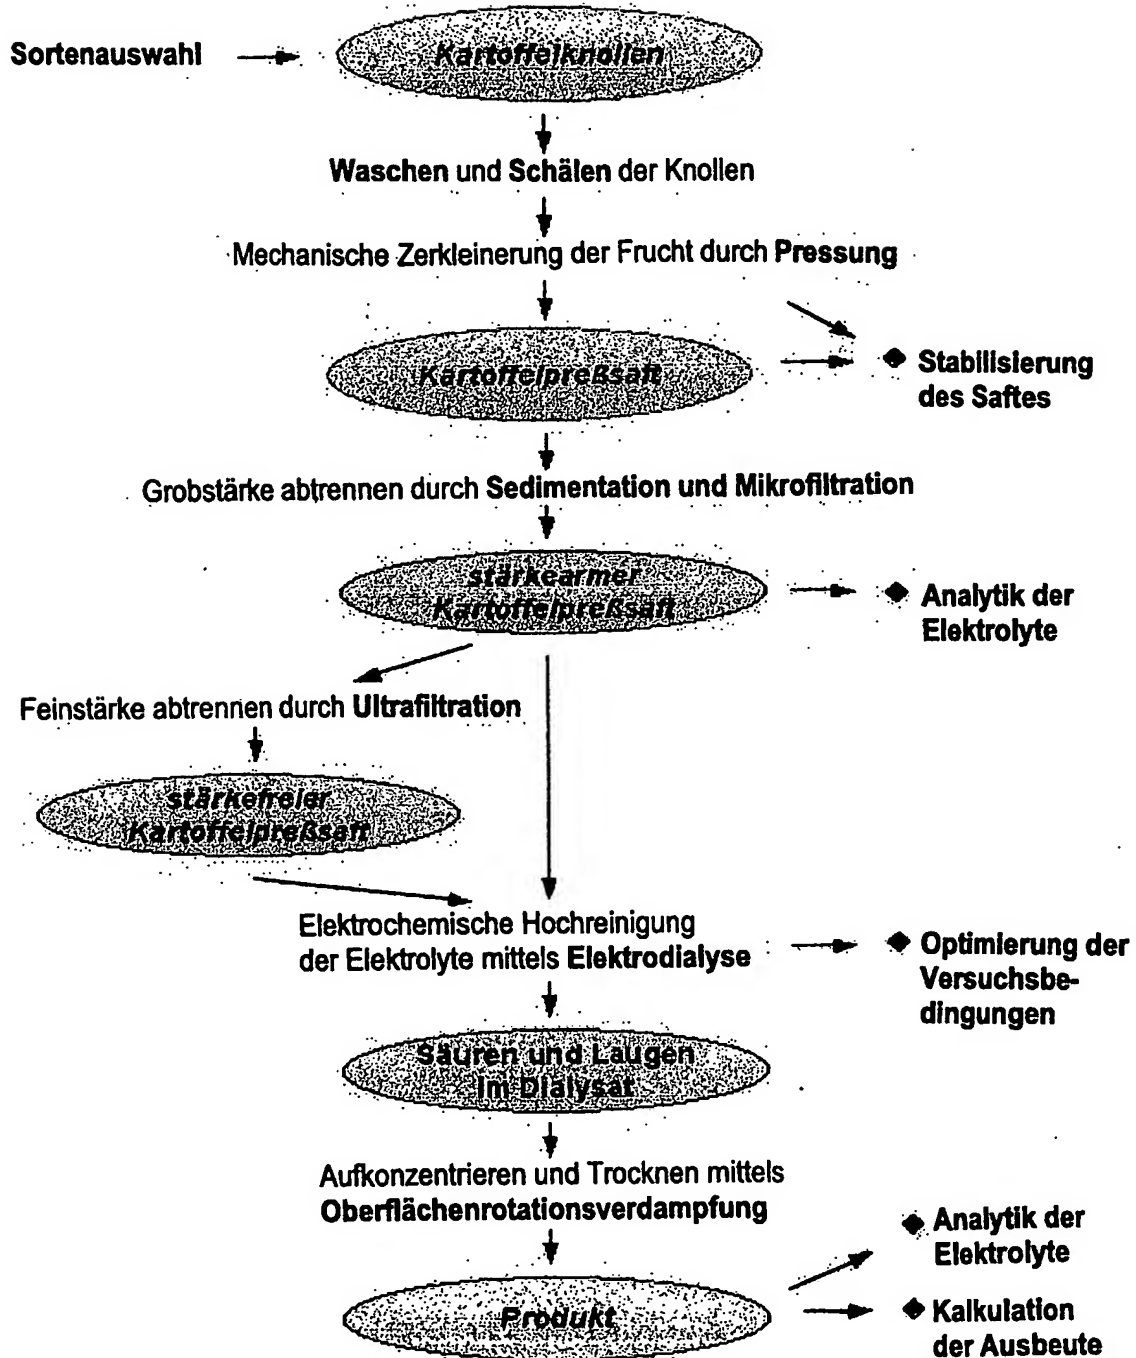 Sortenauswahl
Kartoffelknollen
Waschen und Schälen der Knollen
Mechanische Zerkleinerung der Frucht durch Pressung
Kartoffelpreßsaft
Stabilisierung
des Saftes
Grobstärke abtrennen durch Sedimentation und Mikrofiltration
stärkearmer
Kartoffelpreßsaft
Analytik der
Elektrolyte
Feinstärke abtrennen durch Ultrafiltration
stärkefreier
Kartoffelpreßsaft
Elektrochemische Hochreinigung
der Elektrolyte mittels Elektrodialyse
Optimierung der
Versuchsbe-
dingungen
Säuren und Laugen
im Dialysat
Aufkonzentrieren und Trocknen mittels
Oberflächenrotationsverdampfung
Produkt
Analytik der
Elektrolyte
Kalkulation
der Ausbeute